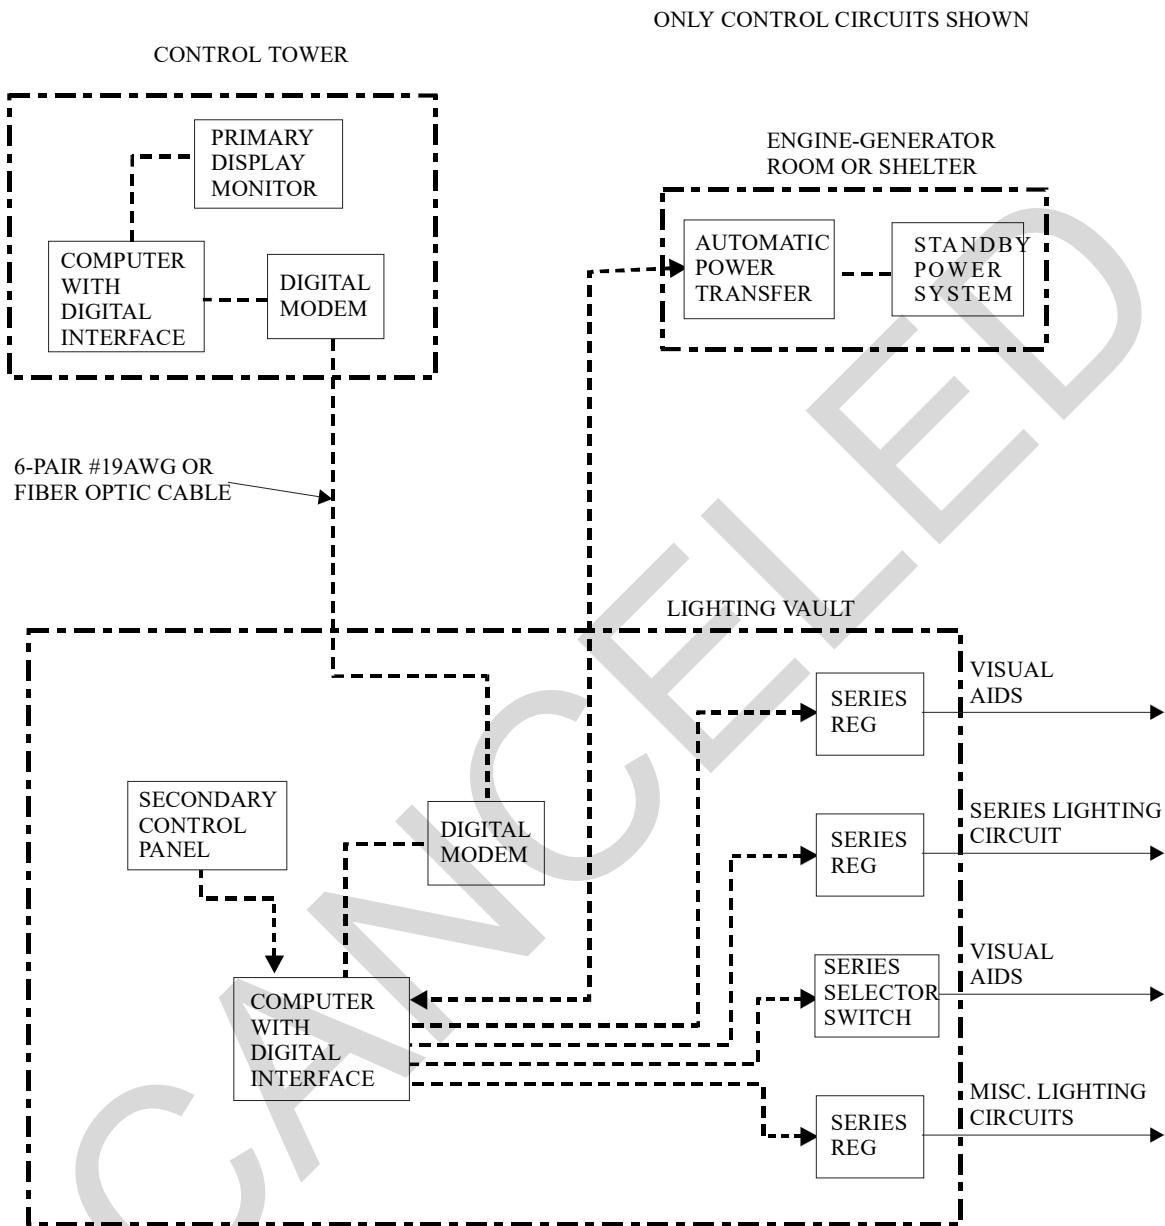 ONLY CONTROL CIRCUITS SHOWN
CONTROL TOWER
PRIMARY
DISPLAY
MONITOR
COMPUTER
WITH
DIGITAL
INTERFACE
DIGITAL
MODEM
ENGINE-GENERATOR
ROOM OR SHELTER
AUTOMATIC
POWER
TRANSFER
STANDBY
POWER
SYSTEM
6-PAIR #19AWG OR
FIBER OPTIC CABLE
LIGHTING VAULT
SERIES
REG
VISUAL
AIDS
SECONDARY
CONTROL
PANEL
DIGITAL
MODEM
SERIES
REG
SERIES LIGHTING
CIRCUIT
SERIES
SELECTOR
SWITCH
VISUAL
AIDS
COMPUTER
WITH
DIGITAL
INTERFACE
SERIES
REG
MISC. LIGHTING
CIRCUITS
CANCELED